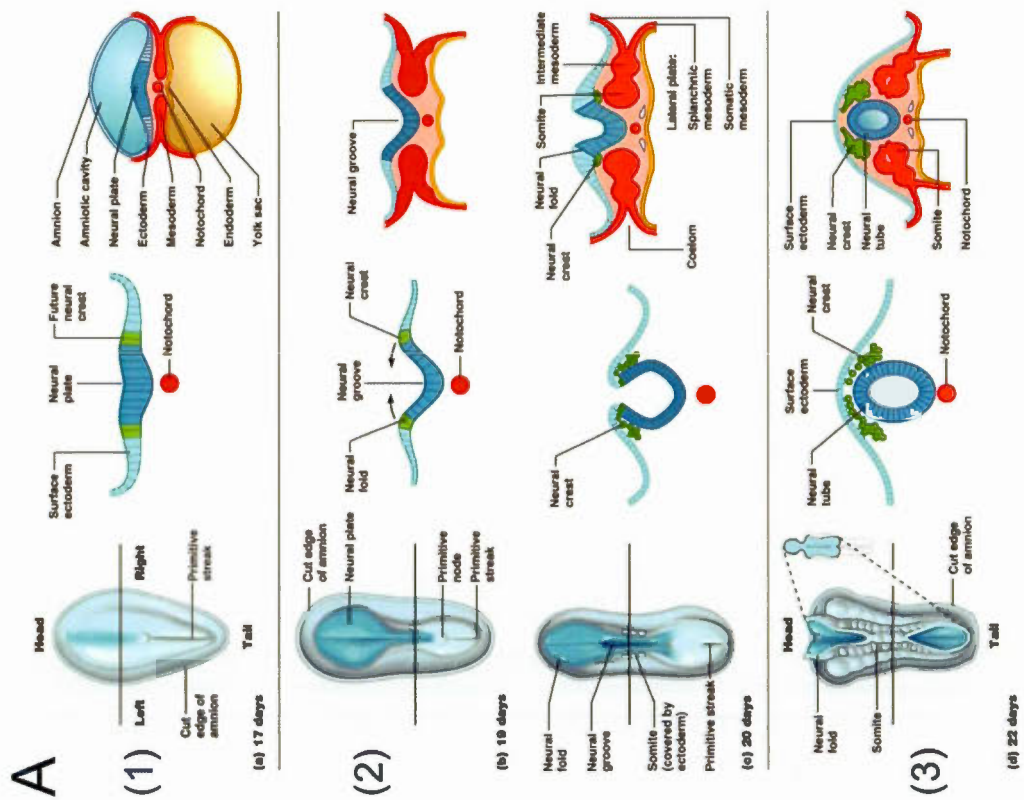 A
(1)
Head
Left
Right
Cut
edge of
amnion
Primitive
streak
Tail
(a) 17 days
Surface
ectoderm
Neural
plate
Future
neural
crest
Notochord
Amnion
Amniotic cavity
Neural plate
Ectoderm
Mesoderm
Notochord
Endoderm
Yolk sac
(2)
Cut edge
of amnion
Neural plate
Primitive
node
Primitive
streak
(b) 19 days
Neural
fold
Neural
groove
Neural
crest
Notochord
Neural groove
Neural
fold
Neural
groove
Somite
(covered by
ectoderm)
Primitive streak
(c) 20 days
Neural
crest
Neural
crest
Neural
fold
Somite
Intermediate
mesoderm
Coelom
Lateral plate:
Splanchnic
mesoderm
Somatic
mesoderm
(3)
Head
Neural
fold
Somite
Cut edge
of amnion
Tail
(d) 22 days
Neural
tube
Surface
ectoderm
Neural
crest
Notochord
Surface
ectoderm
Neural
crest
Neural
tube
Somite
Notochord